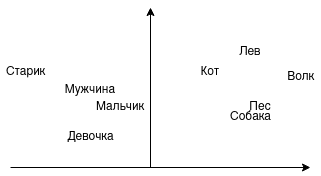 Лев
Старик
Кот
Волк
Мужчина
Мальчик
Пес
Собака
Девочка